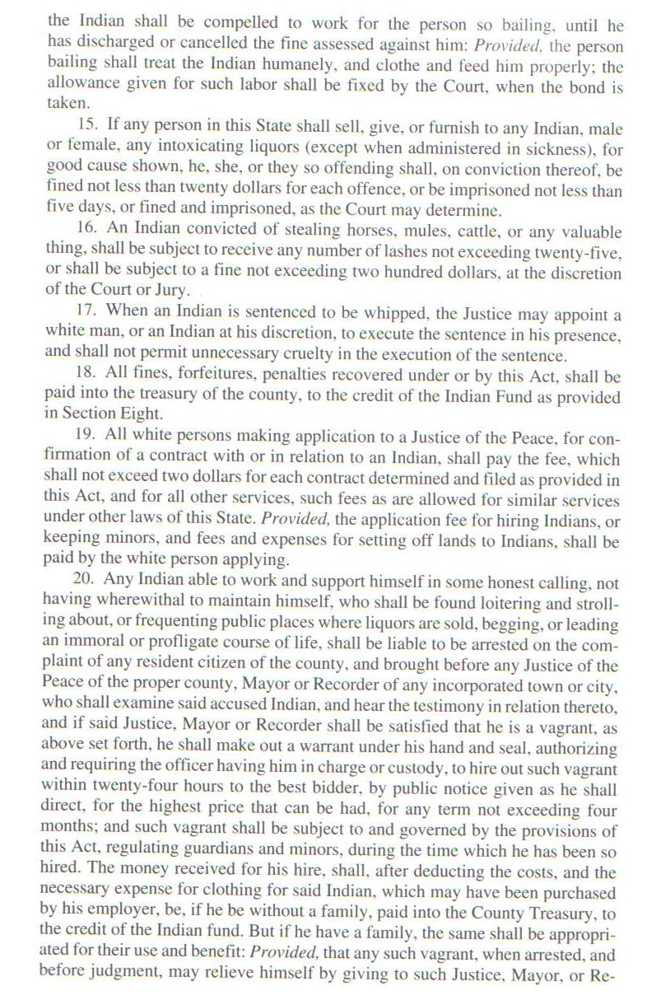 the Indian shall be compelled to work for the person so bailing, until he
has discharged or cancelled the fine assessed against him: Provided, the person
bailing shall treat the Indian humanely, and clothe and feed him properly; the
allowance given for such labor shall be fixed by the Court, when the bond is
taken.
15. If any person in this State shall sell, give, or furnish to any Indian, male
or female, any intoxicating liquors (except when administered in sickness), for
good cause shown, he, she, or they so offending shall, on conviction thereof, be
fined not less than twenty dollars for each offence, or be imprisoned not less than
five days, or fined and imprisoned, as the Court may determine.
16. An Indian convicted of stealing horses, mules, cattle, or any valuable
thing, shall be subject to receive any number of lashes not exceeding twenty-five,
or shall be subject to a fine not exceeding two hundred dollars, at the discretion
of the Court or Jury.
17. When an Indian is sentenced to be whipped, the Justice may appoint a
white man, or an Indian at his discretion, to execute the sentence in his presence,
and shall not permit unnecessary cruelty in the execution of the sentence.
18. All fines, forfeitures, penalties recovered under or by this Act, shall be
paid into the treasury of the county, to the credit of the Indian Fund as provided
in Section Eight.
19. All white persons making application to a Justice of the Peace, for con-
firmation of a contract with or in relation to an Indian, shall pay the fee, which
shall not exceed two dollars for each contract determined and filed as provided in
this Act, and for all other services, such fees as are allowed for similar services
under other laws of this State. Provided, the application fee for hiring Indians, or
keeping minors, and fees and expenses for setting off lands to Indians, shall be
paid by the white person applying.
20. Any Indian able to work and support himself in some honest calling, not
having wherewithal to maintain himself, who shall be found loitering and stroll-
ing about, or frequenting public places where liquors are sold, begging, or leading
an immoral or profligate course of life, shall be liable to be arrested on the com-
plaint of any resident citizen of the county, and brought before any Justice of the
Peace of the proper county, Mayor or Recorder of any incorporated town or city,
who shall examine said accused Indian, and hear the testimony in relation thereto,
and if said Justice, Mayor or Recorder shall be satisfied that he is a vagrant, as
above set forth, he shall make out a warrant under his hand and seal, authorizing
and requiring the officer having him in charge or custody, to hire out such vagrant
within twenty-four hours to the best bidder, by public notice given as he shall
direct, for the highest price that can be had, for any term not exceeding four
months; and such vagrant shall be subject to and governed by the provisions of
this Act, regulating guardians and minors, during the time which he has been so
hired. The money received for his hire, shall, after deducting the costs, and the
necessary expense for clothing for said Indian, which may have been purchased
by his employer, be, if he be without a family, paid into the County Treasury, to
the credit of the Indian fund. But if he have a family, the same shall be appropri-
ated for their use and benefit: Provided, that any such vagrant, when arrested, and
before judgment, may relieve himself by giving to such Justice, Mayor, or Re-